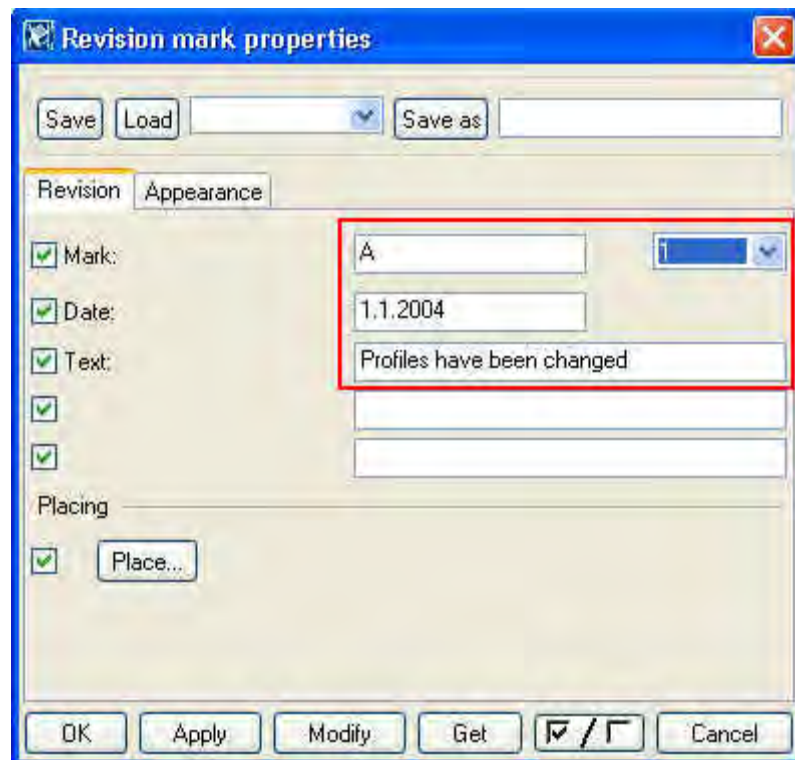 Revision mark properties
Save Load Save as
Revision Appearance
Mark: A 1
Date: 1.1.2004
Text: Profiles have been changed
Placing
Place...
OK Apply Modify Get / Cancel